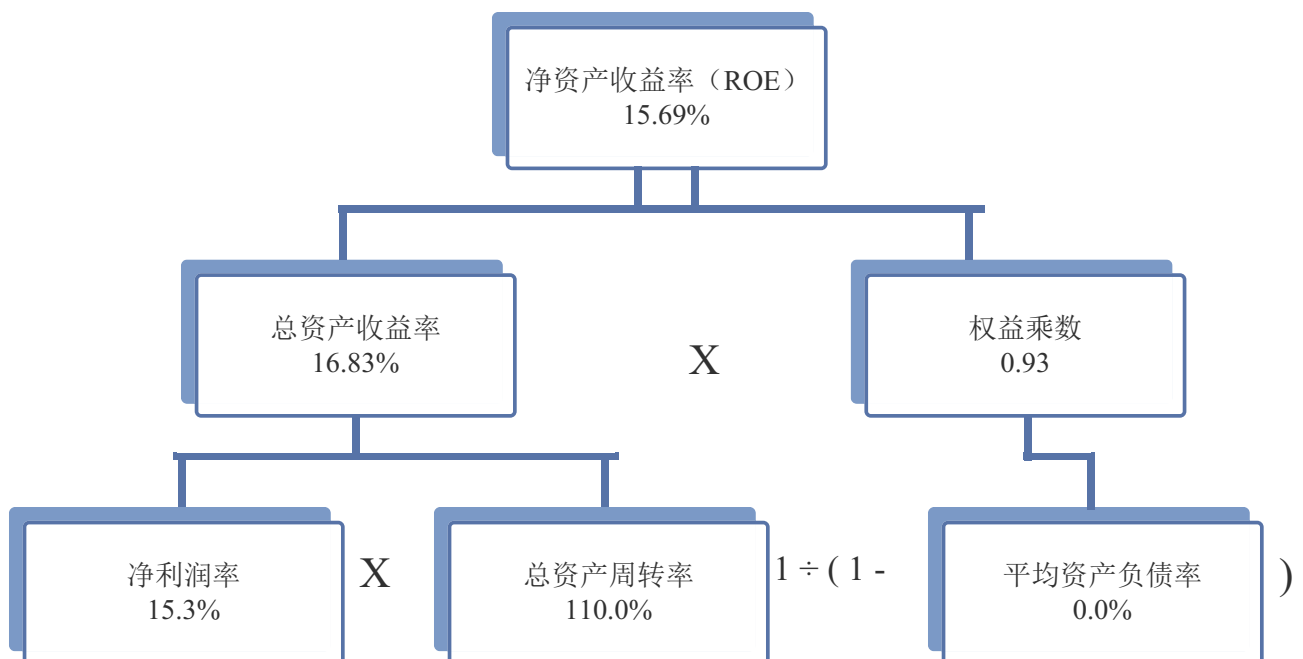 净资产收益率（ROE）
15.69%
总资产收益率
16.83%
X
权益乘数
0.93
净利润率
15.3%
X
总资产周转率
110.0%
1 ÷ ( 1 -
平均资产负债率
0.0%
)